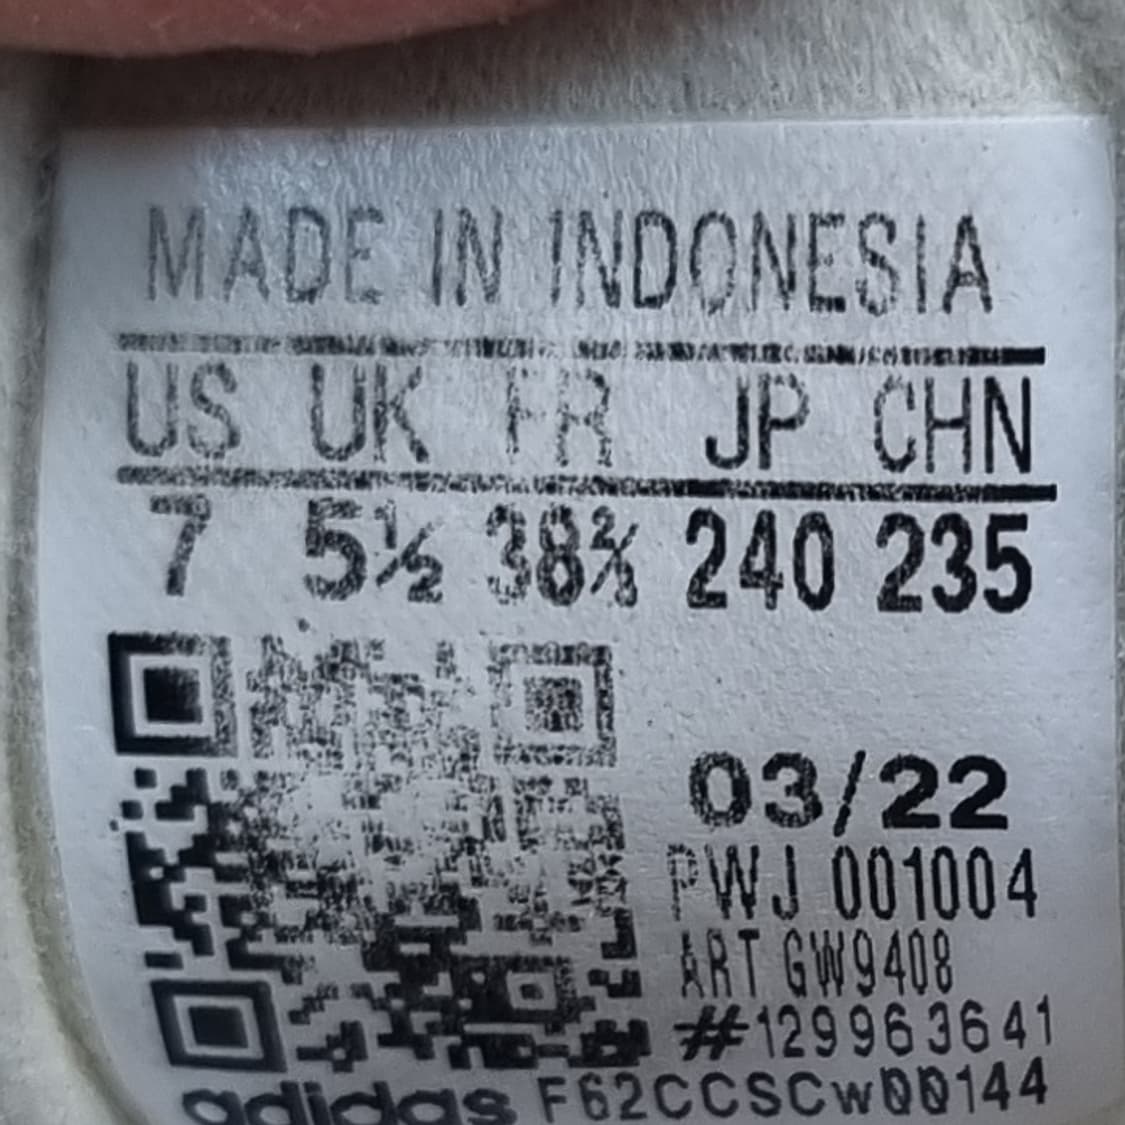 MADE IN INDONESIA
US UK FR JP CHN
7 5½ 38⅔ 240 235
03/22
PWJ 001004
ART GW9408
#129963641
adidas F62CCSCw00144